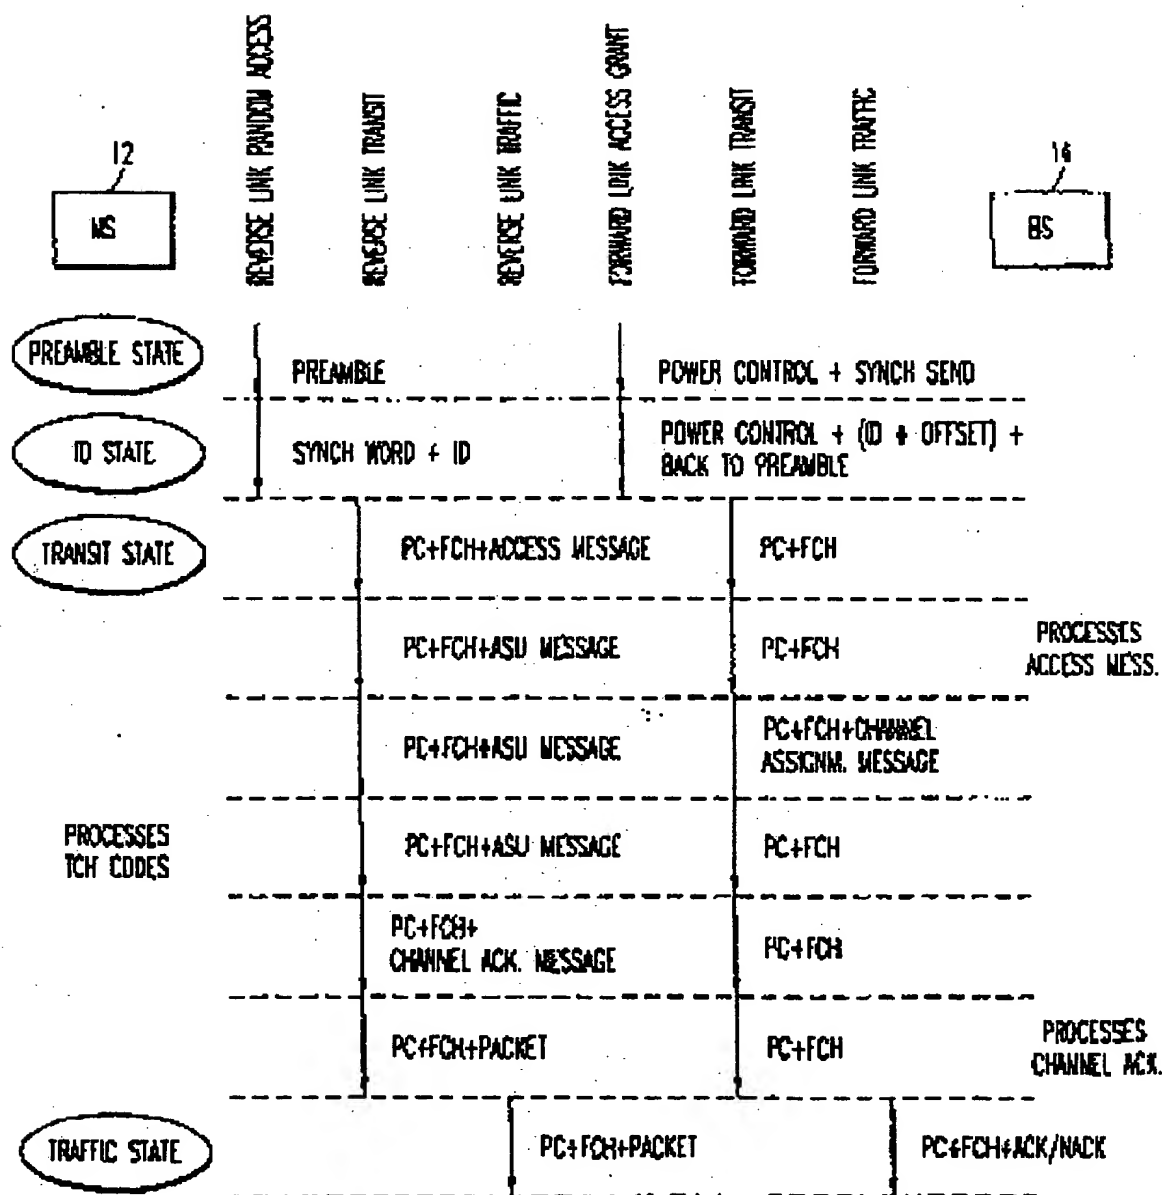 REVERSE LINK PANDOM ACCESS
REVERSE LINK TRANSIT
REVERSE LINK TRAFFIC
FORWARD LINK ACCESS GRANT
FORWARD LINK TRANSIT
FORWARD LINK TRAFFIC
12
MS
14
BS
PREAMBLE STATE
PREAMBLE
POWER CONTROL + SYNCH SEND
ID STATE
SYNCH WORD + ID
POWER CONTROL + (ID + OFFSET) +
BACK TO PREAMBLE
TRANSIT STATE
PC+FCH+ACCESS MESSAGE
PC+FCH
PC+FCH+ASU MESSAGE
PC+FCH
PROCESSES
ACCESS MESS.
PC+FCH+ASU MESSAGE
PC+FCH+CHANNEL
ASSIGNM. MESSAGE
PROCESSES
TCH CODES
PC+FCH+ASU MESSAGE
PC+FCH
PC+FCH+
CHANNEL ACK. MESSAGE
PC+FCH
PC+FCH+PACKET
PC+FCH
PROCESSES
CHANNEL ACK.
TRAFFIC STATE
PC+FCH+PACKET
PC+FCH+ACK/NACK